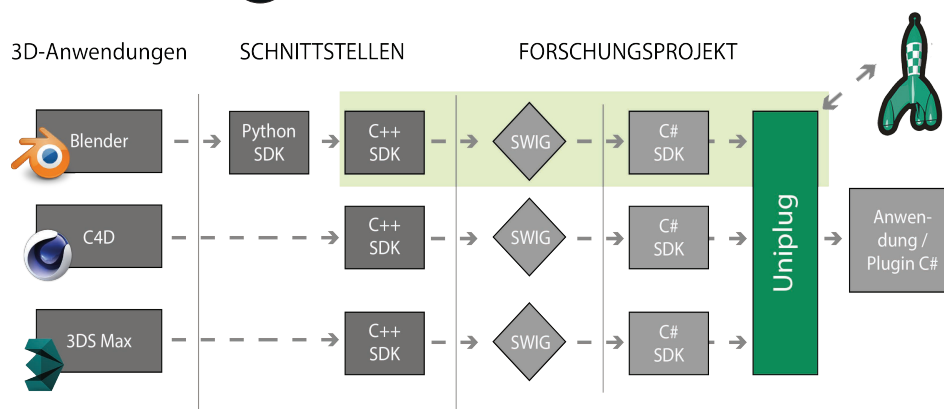 3D-Anwendungen
SCHNITTSTELLEN
FORSCHUNGSPROJEKT
Blender
Python
SDK
C++
SDK
SWIG
C#
SDK
C4D
C++
SDK
SWIG
C#
SDK
3DS Max
C++
SDK
SWIG
C#
SDK
Uniplug
Anwen-
dung /
Plugin C#